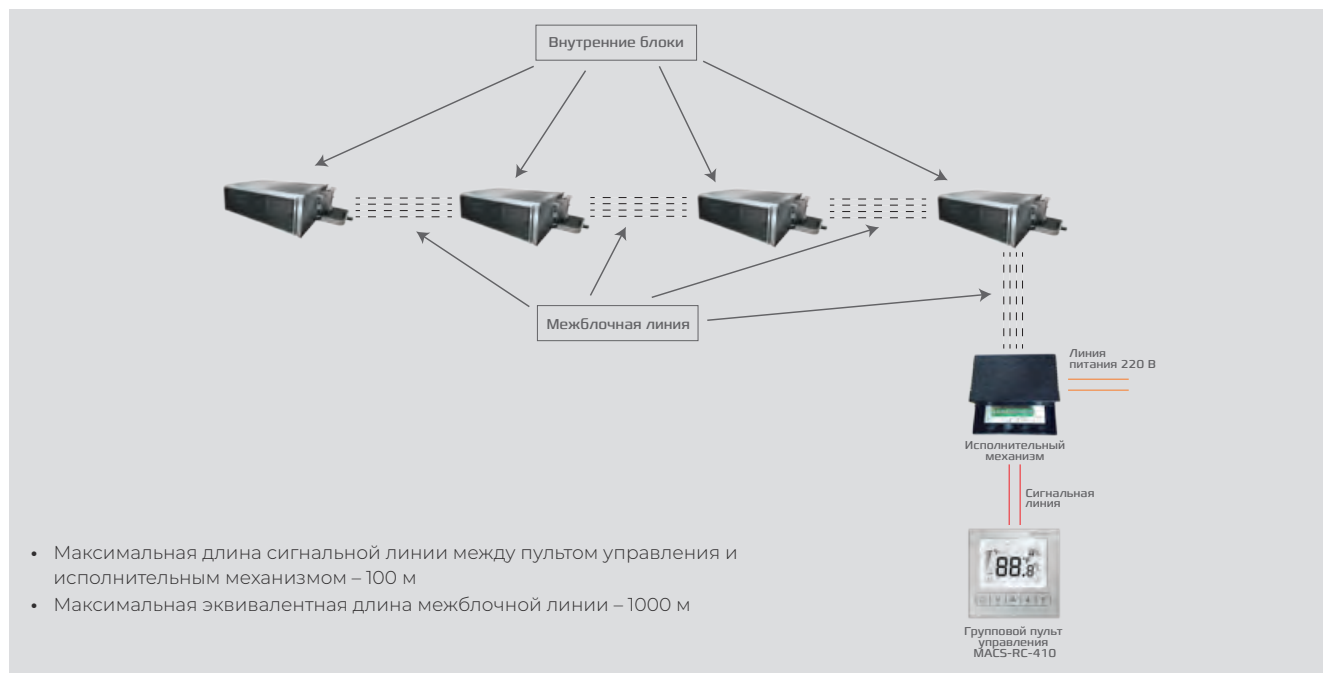 Внутренние блоки
Межблочная линия
Линия
питания 220 В
Исполнительный
механизм
Сигнальная
линия
88.8
Групповой пульт
управления
MACS-RC-410
• Максимальная длина сигнальной линии между пультом управления и
исполнительным механизмом – 100 м
• Максимальная эквивалентная длина межблочной линии – 1000 м